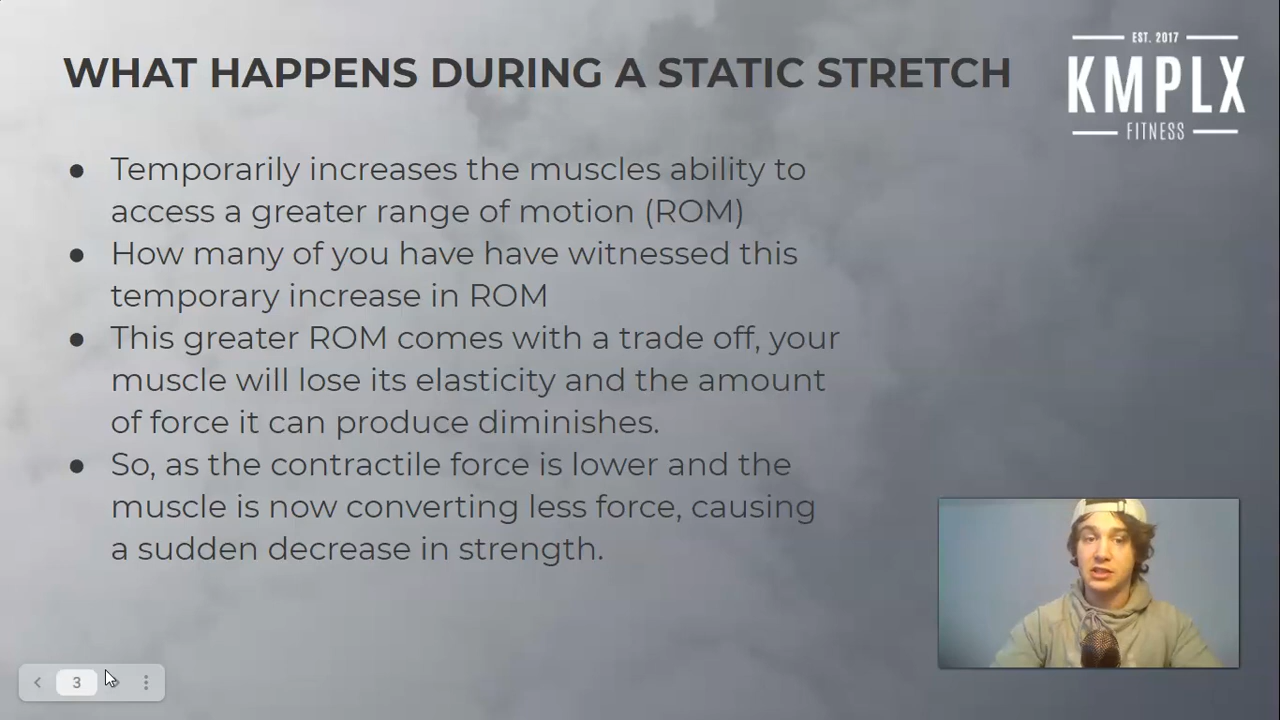 WHAT HAPPENS DURING A STATIC STRETCH
EST. 2017
KMPLX
FITNESS
● Temporarily increases the muscles ability to
access a greater range of motion (ROM)
● How many of you have have witnessed this
temporary increase in ROM
● This greater ROM comes with a trade off, your
muscle will lose its elasticity and the amount
of force it can produce diminishes.
● So, as the contractile force is lower and the
muscle is now converting less force, causing
a sudden decrease in strength.
3